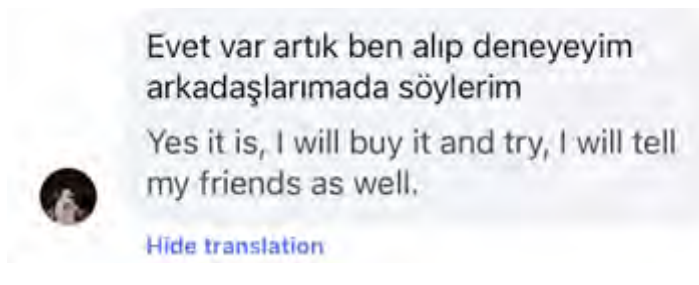 Evet var artık ben alıp deneyeyim
arkadaşlarımada söylerim
Yes it is, I will buy it and try, I will tell
my friends as well.
Hide translation